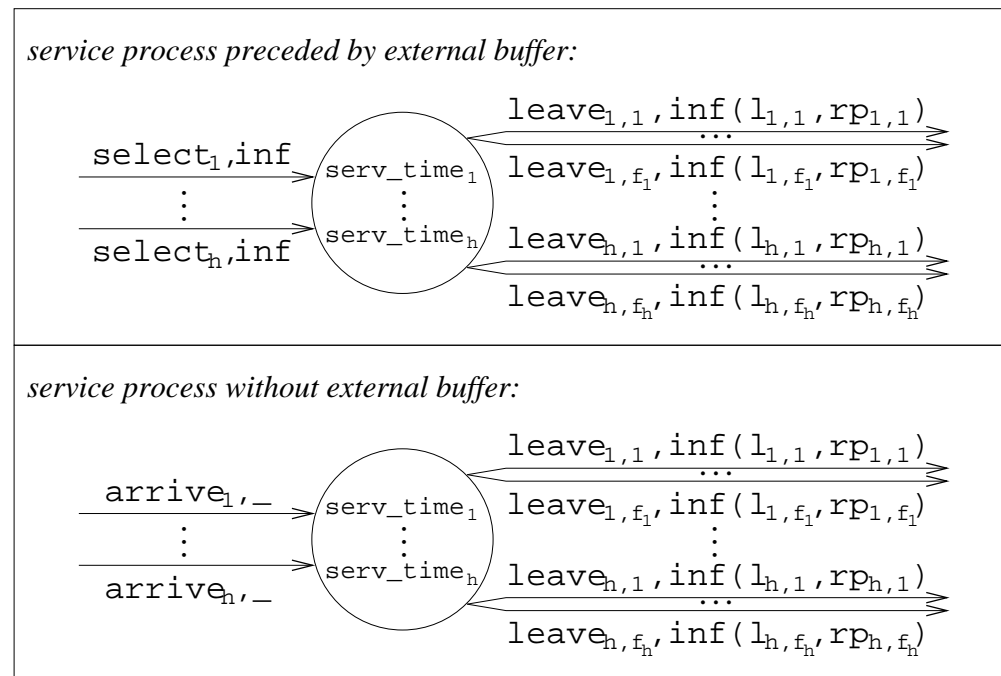 service process preceded by external buffer:
leave₁,₁,inf(l₁,₁,rp₁,₁)
...
select₁,inf
serv_time₁
leave₁,f₁,inf(l₁,f₁,rp₁,f₁)
⋮ ⋮ ⋮
serv_timeₕ
leaveₕ,₁,inf(lₕ,₁,rpₕ,₁)
selectₕ,inf
...
leaveₕ,fₕ,inf(lₕ,fₕ,rpₕ,fₕ)
service process without external buffer:
leave₁,₁,inf(l₁,₁,rp₁,₁)
...
arrive₁,_
serv_time₁
leave₁,f₁,inf(l₁,f₁,rp₁,f₁)
⋮ ⋮ ⋮
serv_timeₕ
leaveₕ,₁,inf(lₕ,₁,rpₕ,₁)
arriveₕ,_
...
leaveₕ,fₕ,inf(lₕ,fₕ,rpₕ,fₕ)